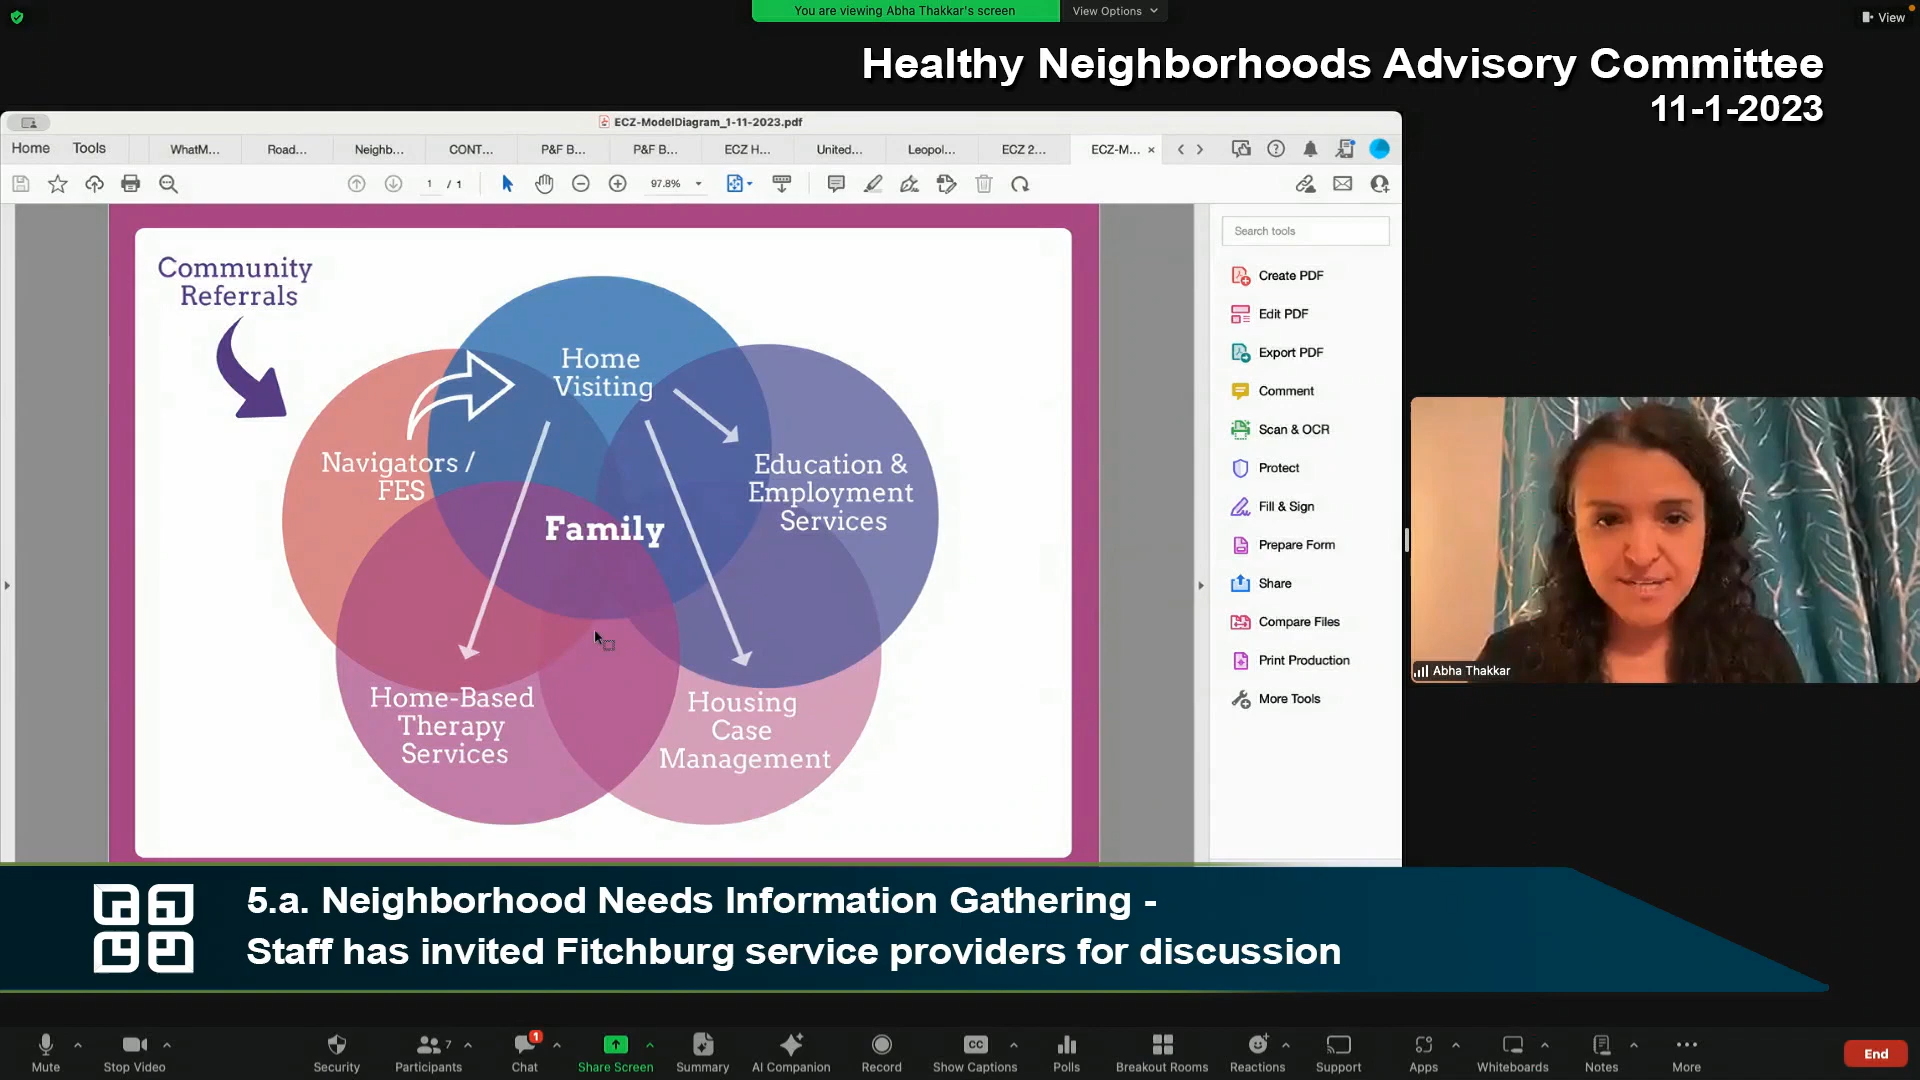 You are viewing Abha Thakkar's screen
View Options
View
Healthy Neighborhoods Advisory Committee
11-1-2023
ECZ-ModelDiagram_1-11-2023.pdf
Home
Tools
WhatM...
Road...
Neighb...
CONT...
P&F B...
P&F B...
ECZ H...
United...
Leopol...
ECZ 2...
ECZ-M...
1 / 1
97.8%
Search tools
Create PDF
Edit PDF
Export PDF
Comment
Scan & OCR
Protect
Fill & Sign
Prepare Form
Share
Compare Files
Print Production
More Tools
Community
Referrals
Home
Visiting
Navigators /
FES
Education &
Employment
Services
Family
Home-Based
Therapy
Services
Housing
Case
Management
Abha Thakkar
5.a. Neighborhood Needs Information Gathering -
Staff has invited Fitchburg service providers for discussion
Mute
Stop Video
Security
7
Participants
1
Chat
Share Screen
Summary
AI Companion
Record
CC
Show Captions
Polls
Breakout Rooms
Reactions
Support
Apps
Whiteboards
Notes
More
End